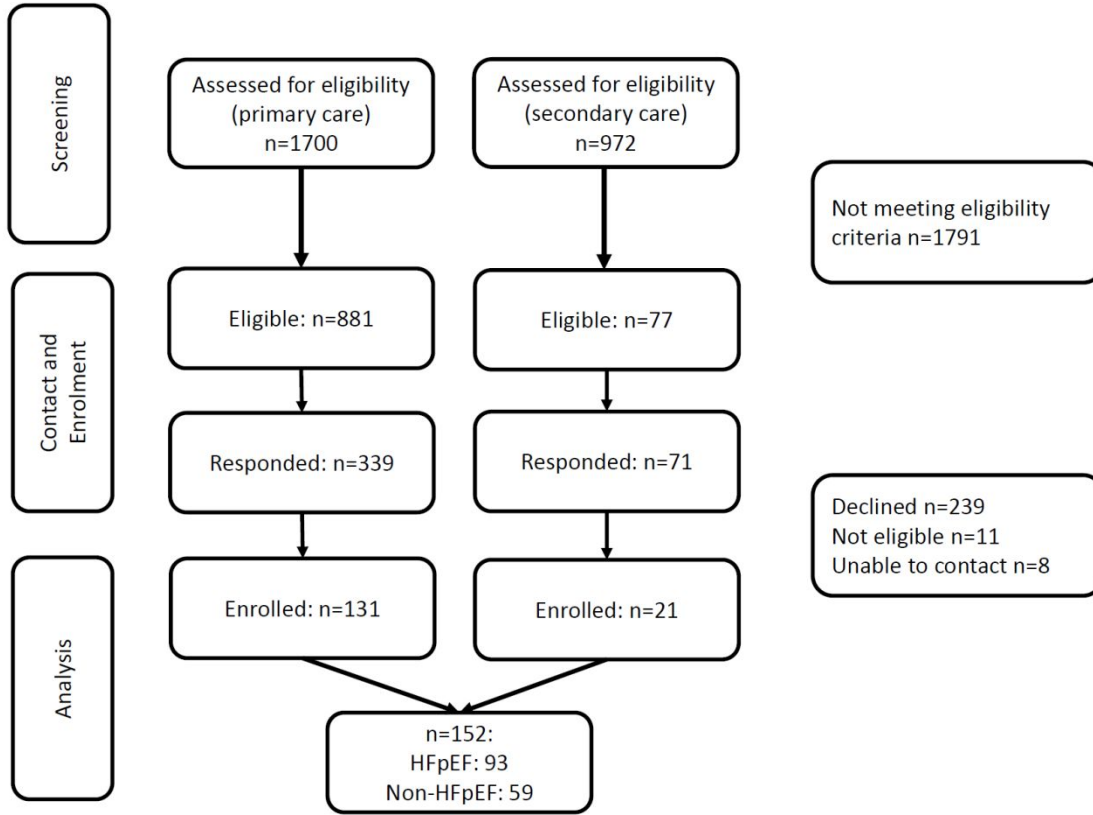 Screening
Assessed for eligibility
(primary care)
n=1700
Assessed for eligibility
(secondary care)
n=972
Not meeting eligibility
criteria n=1791
Contact and
Enrolment
Eligible: n=881
Eligible: n=77
Responded: n=339
Responded: n=71
Declined n=239
Not eligible n=11
Unable to contact n=8
Analysis
Enrolled: n=131
Enrolled: n=21
n=152:
HFpEF: 93
Non-HFpEF: 59